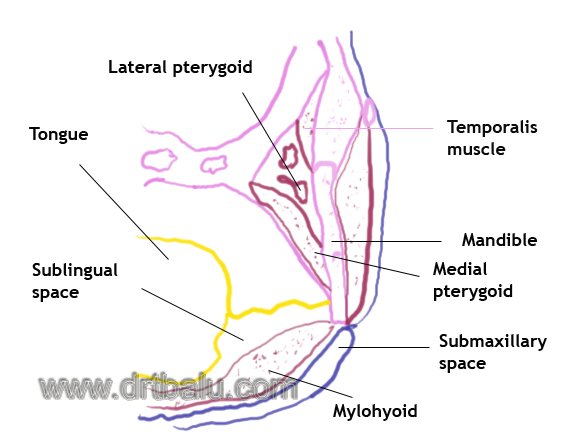 Lateral pterygoid
Tongue
Temporalis
muscle
Mandible
Sublingual
space
Medial
pterygoid
Submaxillary
space
www.drtbalu.com
Mylohyoid